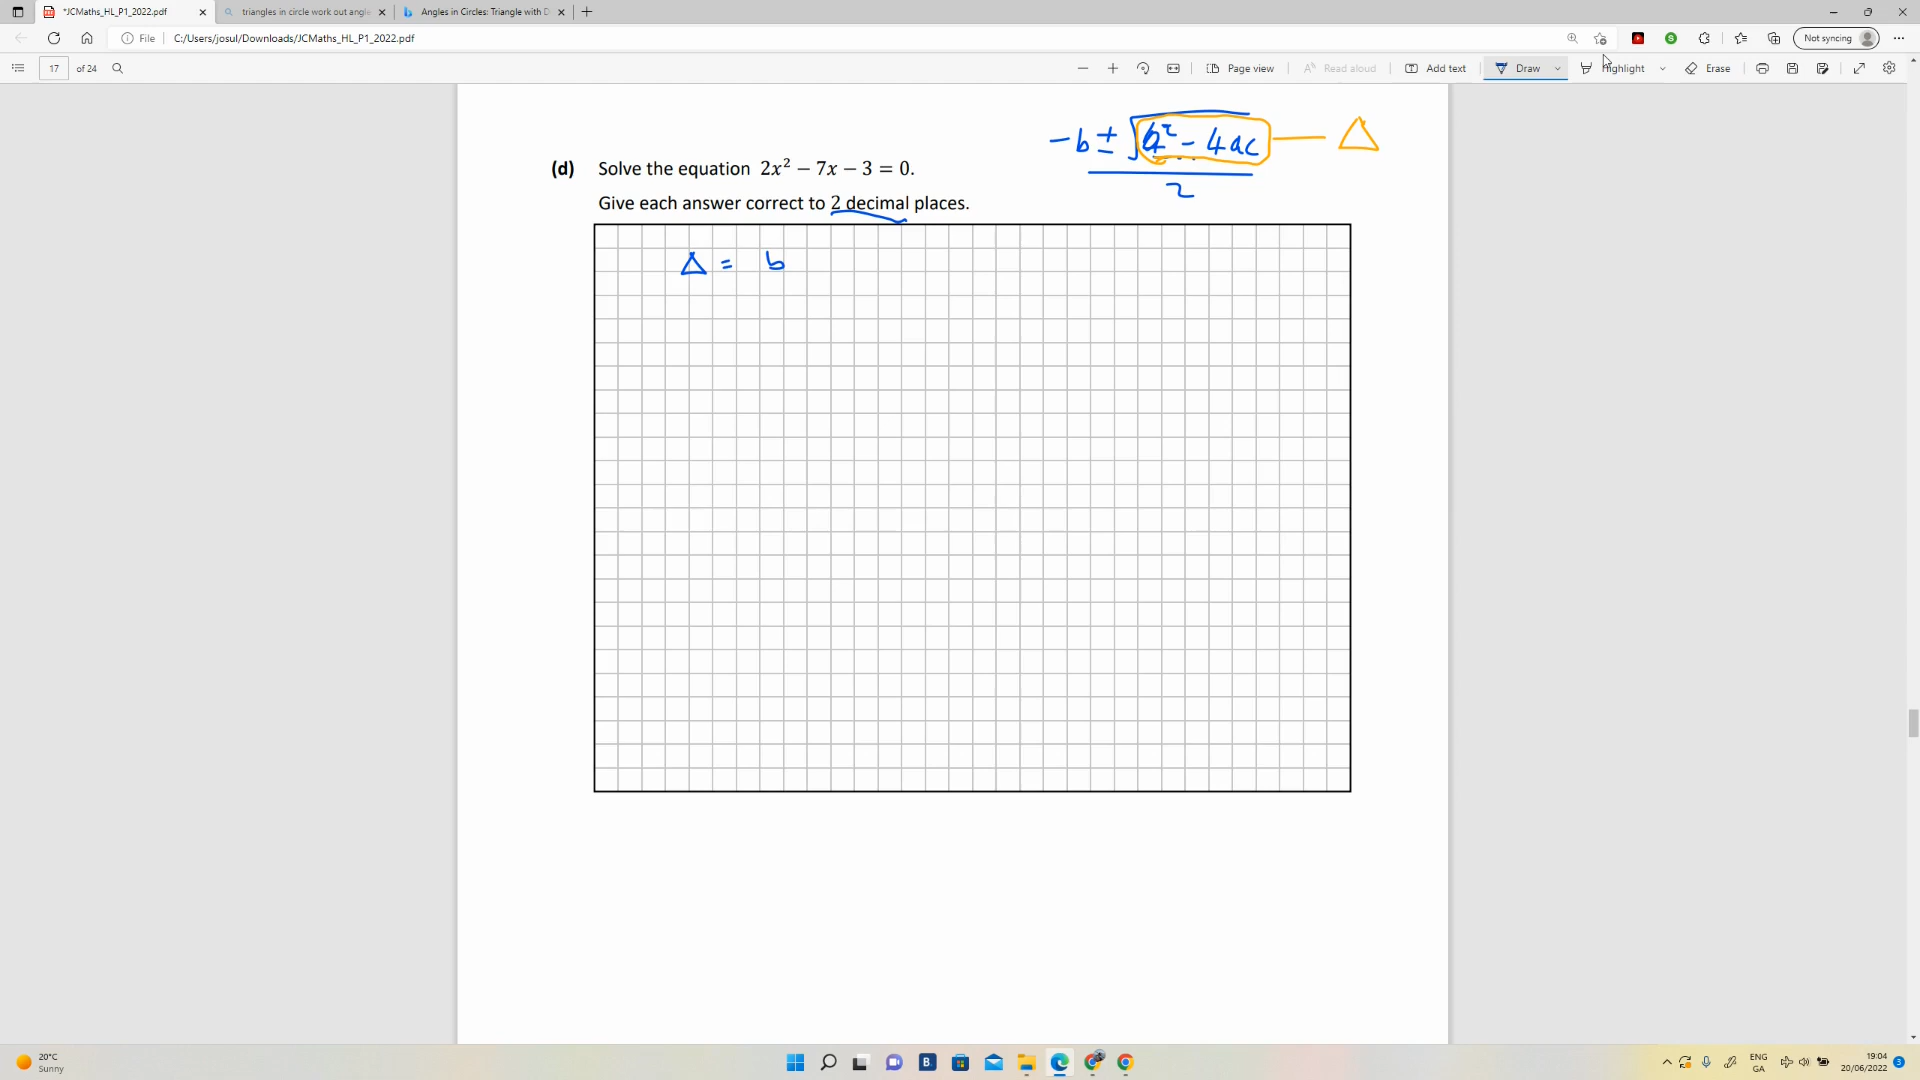 *JCMaths_HL_P1_2022.pdf
triangles in circle work out angle
Angles in Circles: Triangle with D
File
C:/Users/josul/Downloads/JCMaths_HL_P1_2022.pdf
Not syncing
17 of 24
Page view
Read aloud
Add text
Draw
Highlight
Erase
-b ± √b² - 4ac — Δ
2
(d) Solve the equation 2x² − 7x − 3 = 0.
Give each answer correct to 2 decimal places.
Δ = b
20°C
Sunny
ENG
GA
19:04
20/06/2022
3